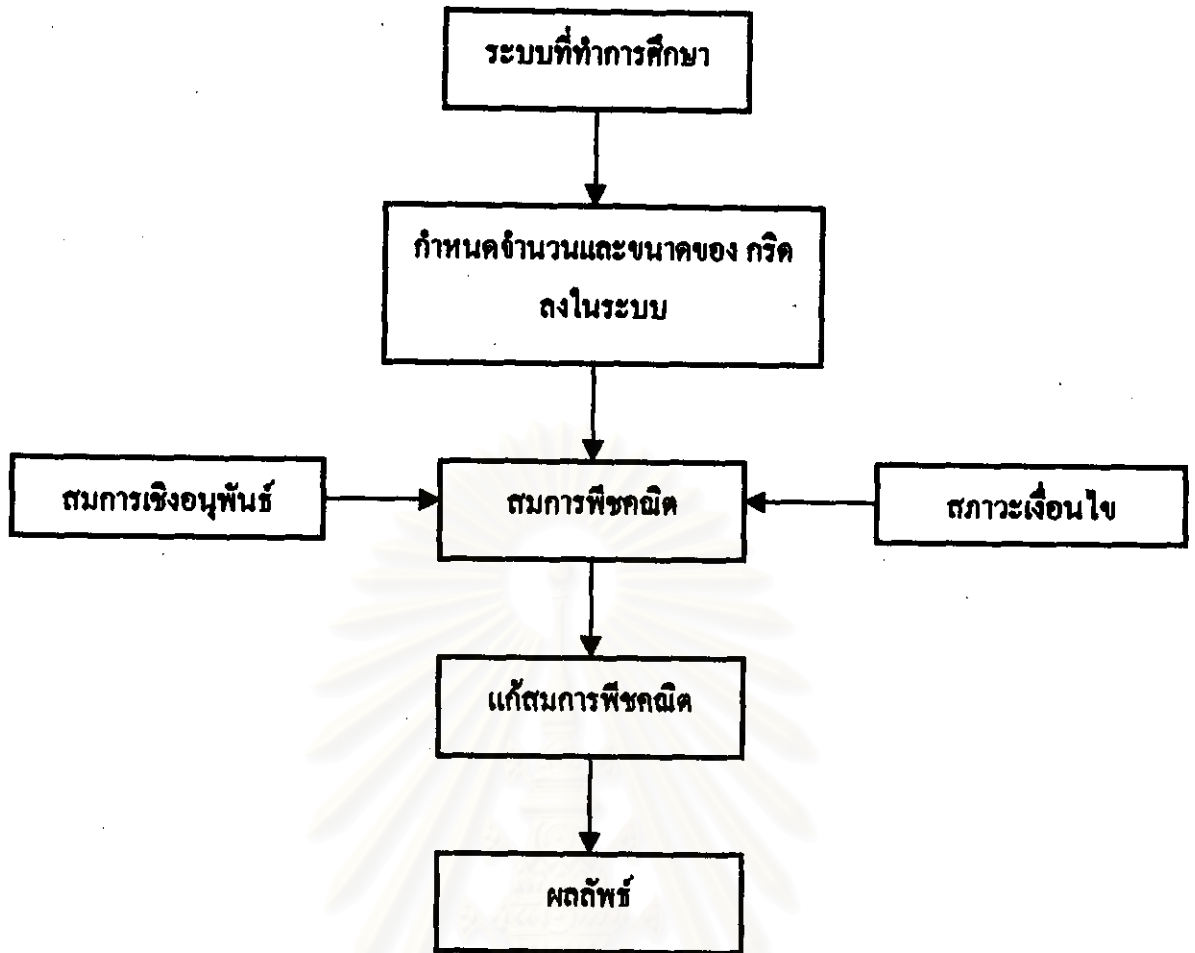 ระบบที่ทำการศึกษา
กำหนดจำนวนและขนาดของ กริด
ลงในระบบ
สมการเชิงอนุพันธ์
สมการพีชคณิต
สภาวะเงื่อนไข
แก้สมการพีชคณิต
ผลลัพธ์